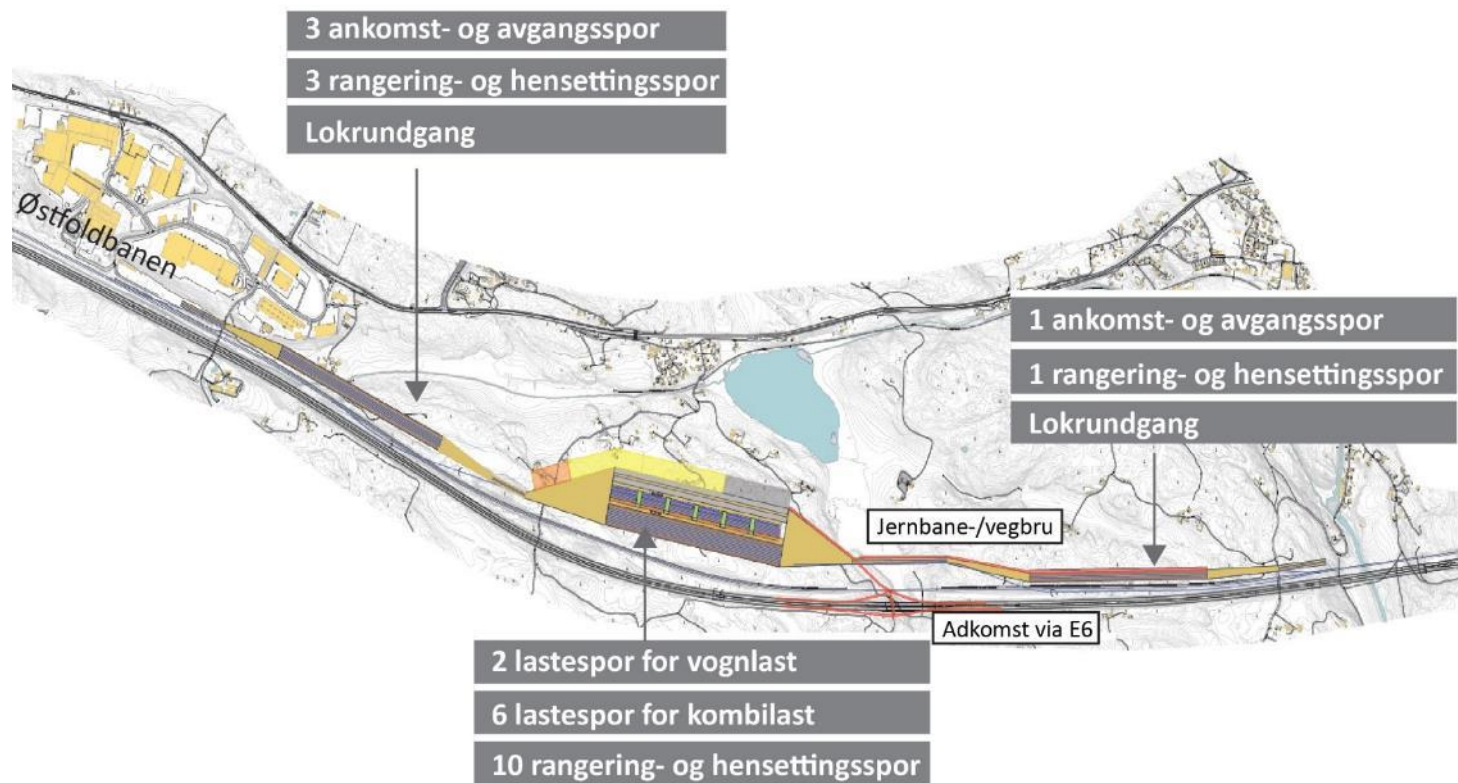 3 ankomst- og avgangsspor
3 rangering- og hensettingsspor
Lokrundgang
Østfoldbanen
1 ankomst- og avgangsspor
1 rangering- og hensettingsspor
Lokrundgang
Jernbane-/vegbru
Adkomst via E6
2 lastespor for vognlast
6 lastespor for kombilast
10 rangering- og hensettingsspor